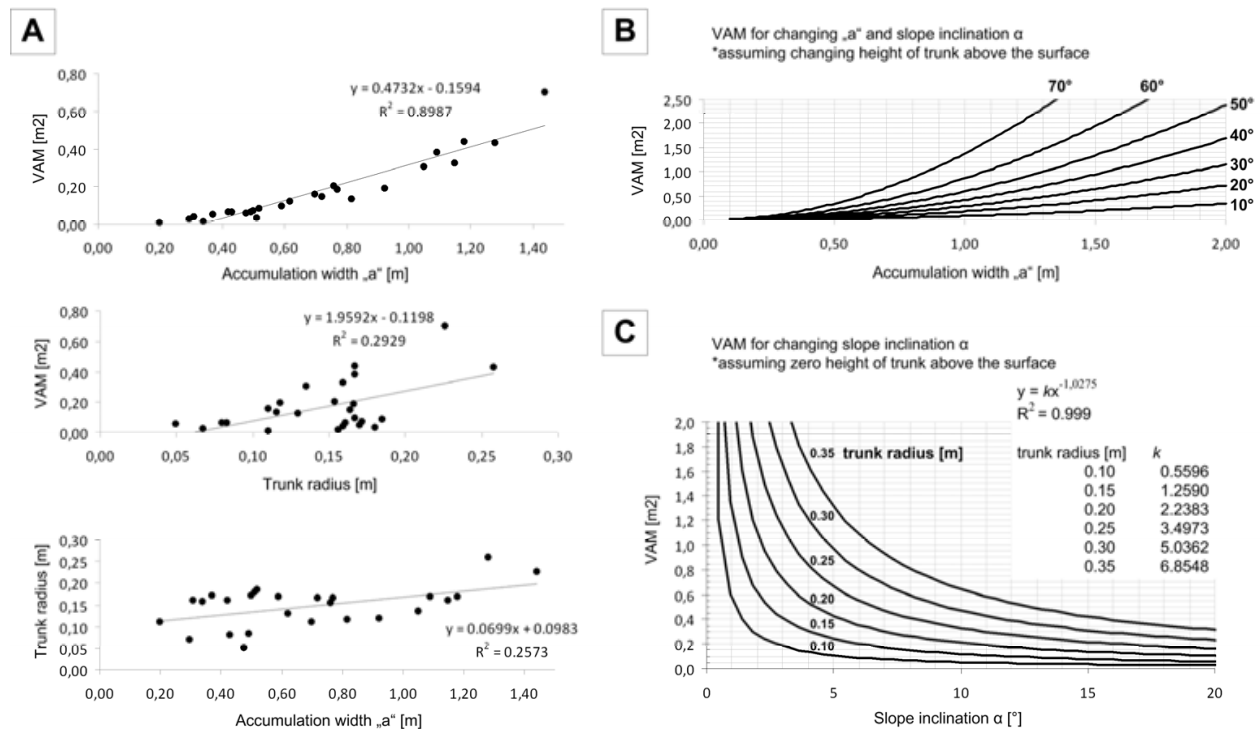 A
0,80
0,60
0,40
0,20
0,00
VAM [m2]
y = 0.4732x - 0.1594
R² = 0.8987
0,00 0,20 0,40 0,60 0,80 1,00 1,20 1,40
Accumulation width „a“ [m]
0,80
0,60
0,40
0,20
0,00
VAM [m2]
y = 1.9592x - 0.1198
R² = 0.2929
0,00 0,05 0,10 0,15 0,20 0,25 0,30
Trunk radius [m]
0,30
0,25
0,20
0,15
0,10
0,05
0,00
Trunk radius [m]
y = 0.0699x + 0.0983
R² = 0.2573
0,00 0,20 0,40 0,60 0,80 1,00 1,20 1,40
Accumulation width „a“ [m]
B
VAM for changing „a“ and slope inclination α
*assuming changing height of trunk above the surface
70° 60°
50°
40°
30°
20°
10°
2,50
2,00
1,50
1,00
0,50
0,00
VAM [m2]
0,00 0,50 1,00 1,50 2,00
Accumulation width „a“ [m]
C
VAM for changing slope inclination α
*assuming zero height of trunk above the surface
y = kx⁻¹,⁰²⁷⁵
R² = 0.999
trunk radius [m] k
0.10 0.5596
0.15 1.2590
0.20 2.2383
0.25 3.4973
0.30 5.0362
0.35 6.8548
0.35 trunk radius [m]
0.30
0.25
0.20
0.15
0.10
2,0
1,8
1,6
1,4
1,2
1,0
0,8
0,6
0,4
0,2
0,0
VAM [m2]
0 5 10 15 20
Slope inclination α [°]